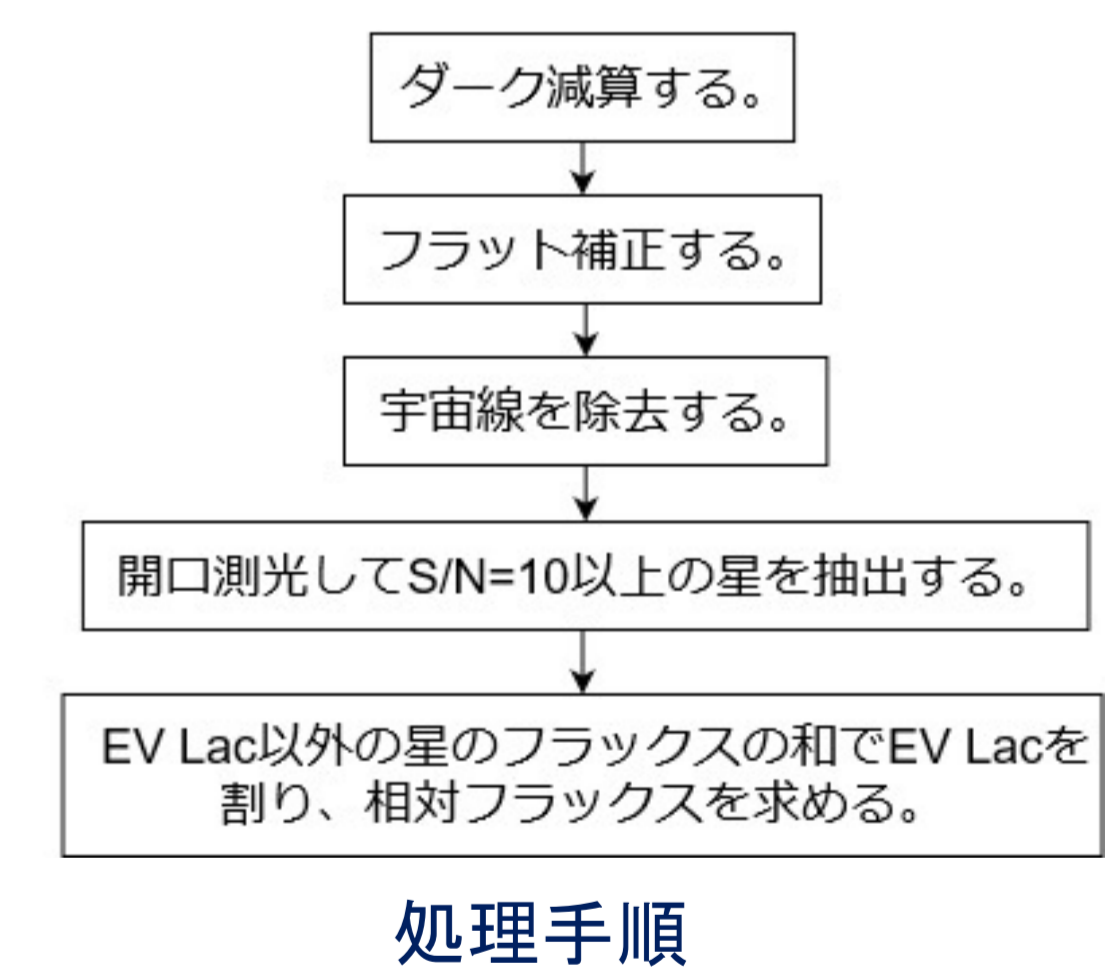 ダーク減算する。
フラット補正する。
宇宙線を除去する。
開口測光してS/N=10以上の星を抽出する。
EV Lac以外の星のフラックスの和でEV Lacを
割り、相対フラックスを求める。
処理手順